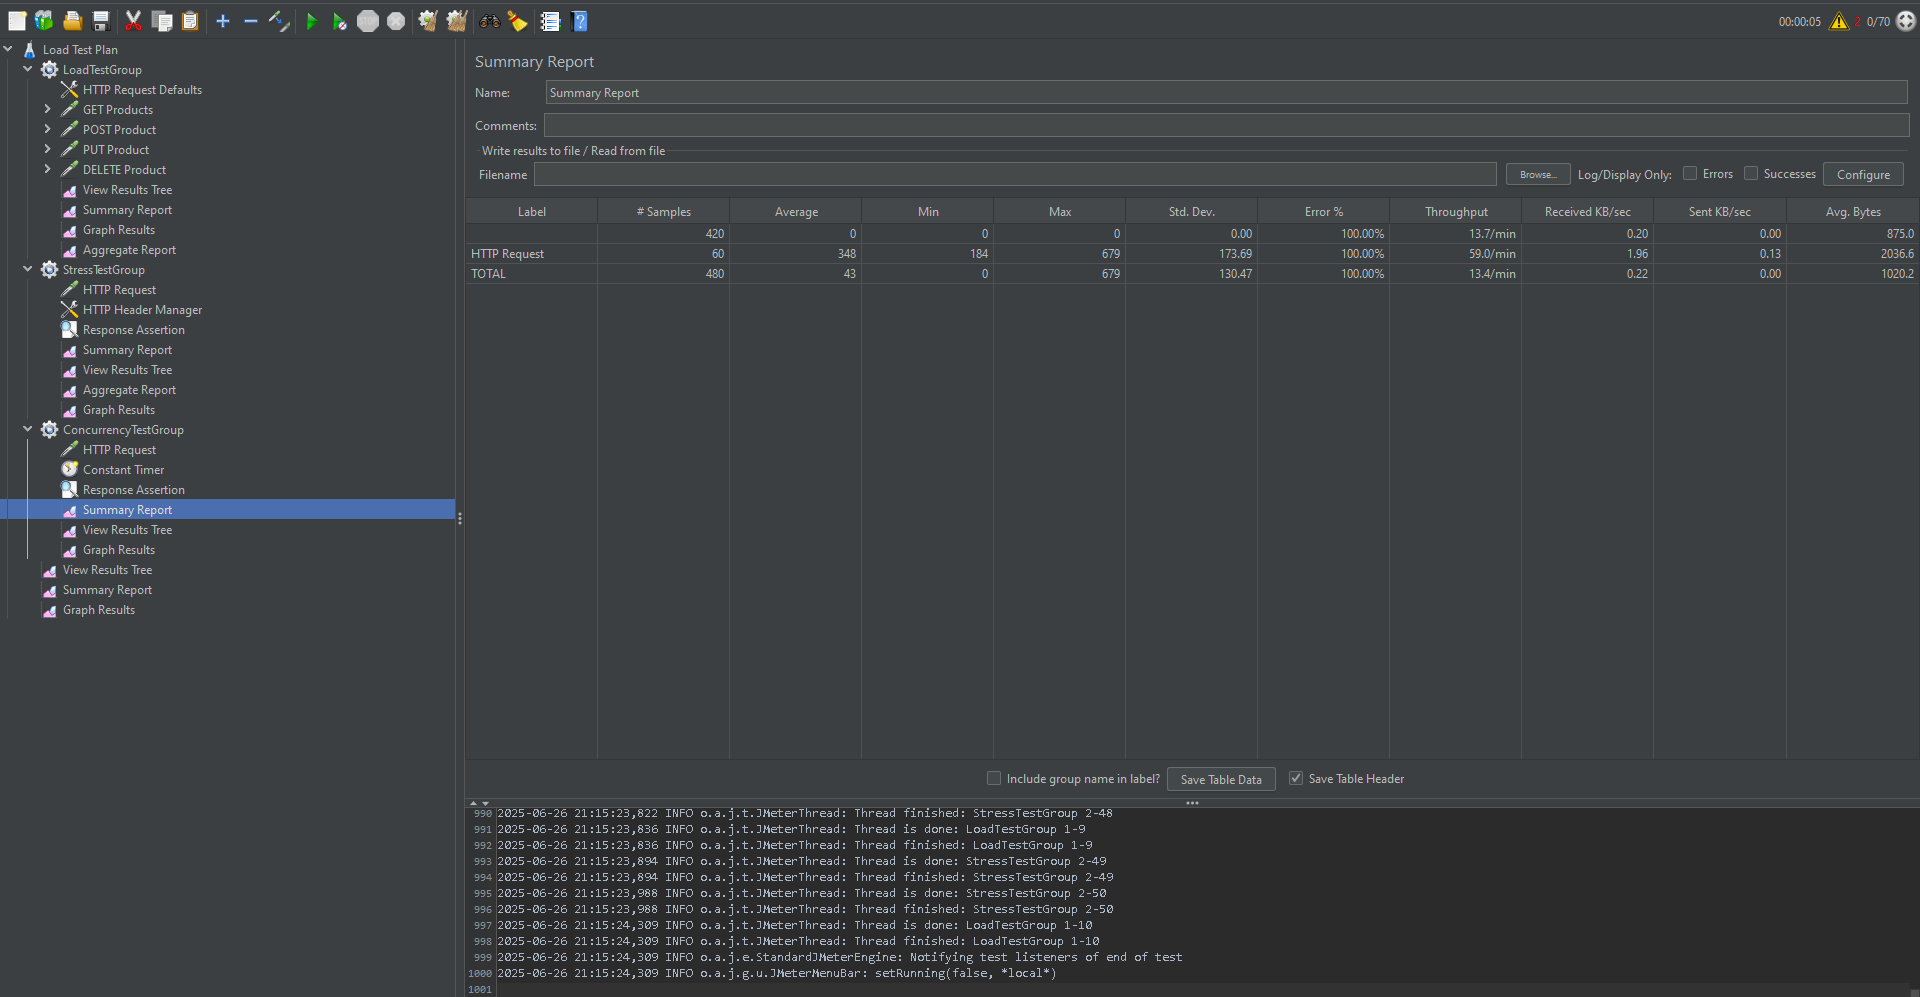 00:00:05 2 0/70
Load Test Plan
LoadTestGroup
HTTP Request Defaults
GET Products
POST Product
PUT Product
DELETE Product
View Results Tree
Summary Report
Graph Results
Aggregate Report
StressTestGroup
HTTP Request
HTTP Header Manager
Response Assertion
Summary Report
View Results Tree
Aggregate Report
Graph Results
ConcurrencyTestGroup
HTTP Request
Constant Timer
Response Assertion
Summary Report
View Results Tree
Graph Results
View Results Tree
Summary Report
Graph Results
Summary Report
Name: Summary Report
Comments:
Write results to file / Read from file
Filename Browse... Log/Display Only: Errors Successes Configure
Label # Samples Average Min Max Std. Dev. Error % Throughput Received KB/sec Sent KB/sec Avg. Bytes
420 0 0 0 0.00 100.00% 13.7/min 0.20 0.00 875.0
HTTP Request 60 348 184 679 173.69 100.00% 59.0/min 1.96 0.13 2036.6
TOTAL 480 43 0 679 130.47 100.00% 13.4/min 0.22 0.00 1020.2
Include group name in label? Save Table Data Save Table Header
990 2025-06-26 21:15:23,822 INFO o.a.j.t.JMeterThread: Thread finished: StressTestGroup 2-48
991 2025-06-26 21:15:23,836 INFO o.a.j.t.JMeterThread: Thread is done: LoadTestGroup 1-9
992 2025-06-26 21:15:23,836 INFO o.a.j.t.JMeterThread: Thread finished: LoadTestGroup 1-9
993 2025-06-26 21:15:23,894 INFO o.a.j.t.JMeterThread: Thread is done: StressTestGroup 2-49
994 2025-06-26 21:15:23,894 INFO o.a.j.t.JMeterThread: Thread finished: StressTestGroup 2-49
995 2025-06-26 21:15:23,988 INFO o.a.j.t.JMeterThread: Thread is done: StressTestGroup 2-50
996 2025-06-26 21:15:23,988 INFO o.a.j.t.JMeterThread: Thread finished: StressTestGroup 2-50
997 2025-06-26 21:15:24,309 INFO o.a.j.t.JMeterThread: Thread is done: LoadTestGroup 1-10
998 2025-06-26 21:15:24,309 INFO o.a.j.t.JMeterThread: Thread finished: LoadTestGroup 1-10
999 2025-06-26 21:15:24,309 INFO o.a.j.e.StandardJMeterEngine: Notifying test listeners of end of test
1000 2025-06-26 21:15:24,309 INFO o.a.j.g.u.JMeterMenuBar: setRunning(false, *local*)
1001